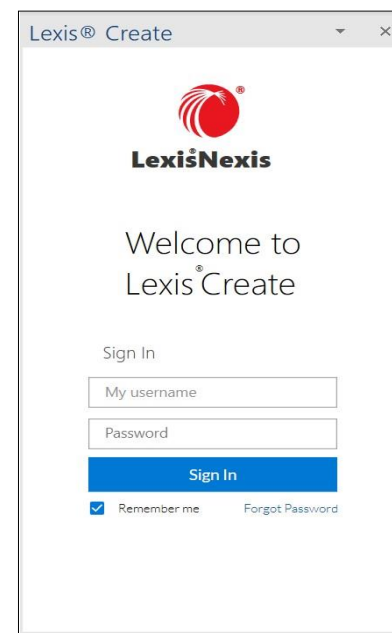 Lexis® Create
LexisNexis®
Welcome to
Lexis® Create
Sign In
My username
Password
Sign In
Remember me Forgot Password